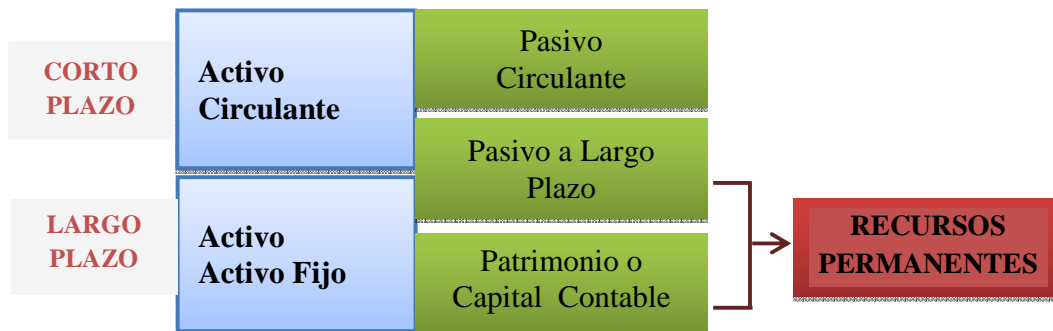 CORTO
PLAZO
Activo
Circulante
Pasivo
Circulante
Pasivo a Largo
Plazo
LARGO
PLAZO
Activo
Activo Fijo
Patrimonio o
Capital Contable
RECURSOS
PERMANENTES